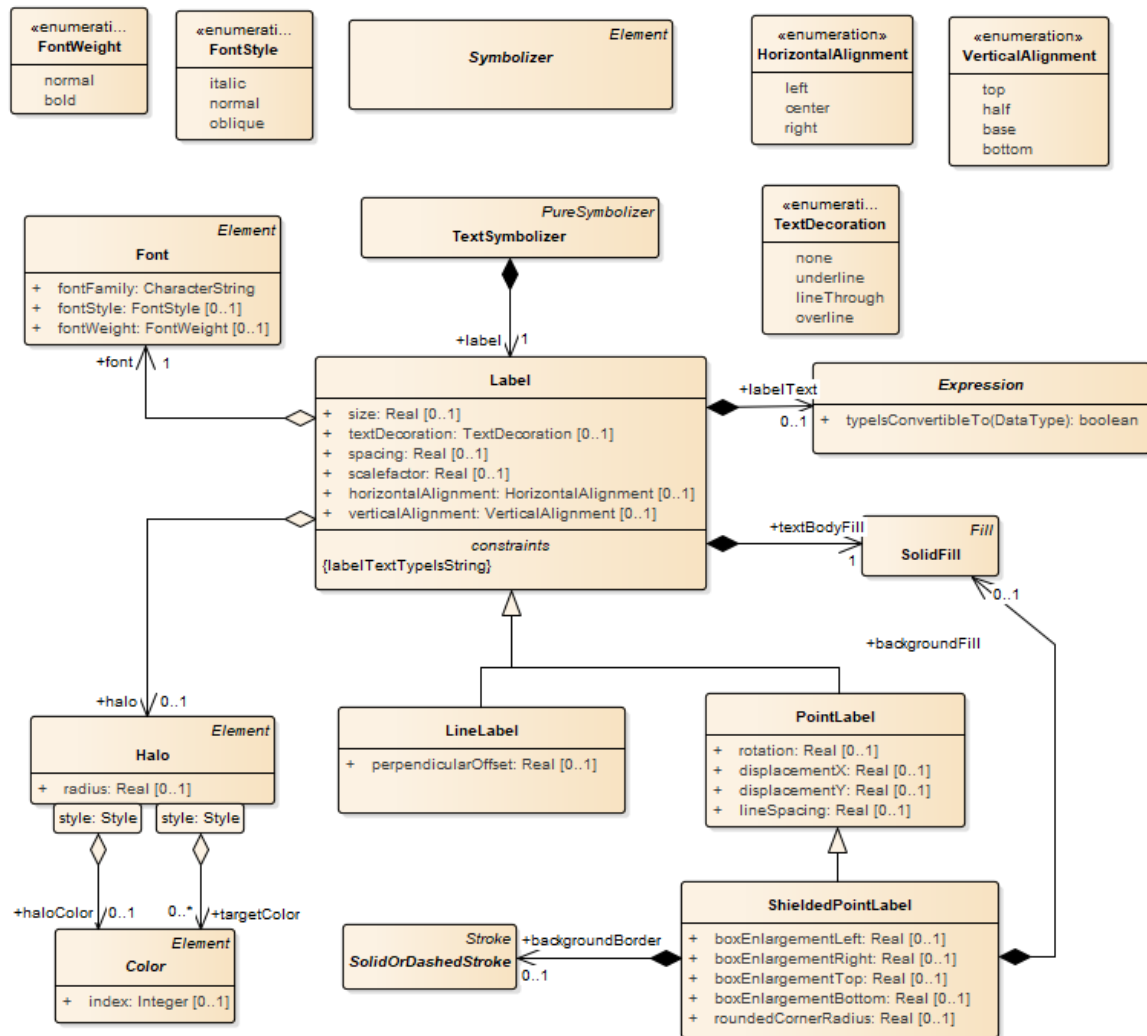 «enumerati...
FontWeight
normal
bold
«enumerati...
FontStyle
italic
normal
oblique
Element
Symbolizer
«enumeration»
HorizontalAlignment
left
center
right
«enumeration»
VerticalAlignment
top
half
base
bottom
Element
Font
+ fontFamily: CharacterString
+ fontStyle: FontStyle [0..1]
+ fontWeight: FontWeight [0..1]
PureSymbolizer
TextSymbolizer
«enumerati...
TextDecoration
none
underline
lineThrough
overline
+font 1
+label 1
Label
+ size: Real [0..1]
+ textDecoration: TextDecoration [0..1]
+ spacing: Real [0..1]
+ scalefactor: Real [0..1]
+ horizontalAlignment: HorizontalAlignment [0..1]
+ verticalAlignment: VerticalAlignment [0..1]
constraints
{labelTextTypeIsString}
+labelText
0..1
Expression
+ typeIsConvertibleTo(DataType): boolean
+textBodyFill
1
Fill
SolidFill
0..1
+backgroundFill
+halo 0..1
Element
Halo
+ radius: Real [0..1]
style: Style
style: Style
LineLabel
+ perpendicularOffset: Real [0..1]
PointLabel
+ rotation: Real [0..1]
+ displacementX: Real [0..1]
+ displacementY: Real [0..1]
+ lineSpacing: Real [0..1]
+haloColor 0..1
0..* +targetColor
Element
Color
+ index: Integer [0..1]
Stroke
SolidOrDashedStroke
+backgroundBorder
0..1
ShieldedPointLabel
+ boxEnlargementLeft: Real [0..1]
+ boxEnlargementRight: Real [0..1]
+ boxEnlargementTop: Real [0..1]
+ boxEnlargementBottom: Real [0..1]
+ roundedCornerRadius: Real [0..1]